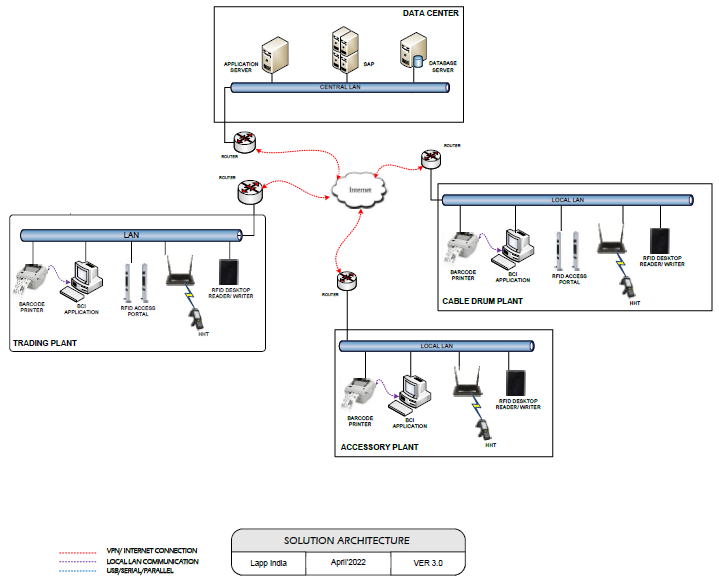 DATA CENTER
APPLICATION
SERVER
SAP
DATABASE
SERVER
CENTRAL LAN
ROUTER
ROUTER
ROUTER
Internet
LAN
BARCODE
PRINTER
BCI
APPLICATION
RFID ACCESS
PORTAL
HHT
RFID DESKTOP
READER/ WRITER
TRADING PLANT
LOCAL LAN
BARCODE
PRINTER
BCI
APPLICATION
RFID ACCESS
PORTAL
HHT
RFID DESKTOP
READER/ WRITER
CABLE DRUM PLANT
ROUTER
LOCAL LAN
BARCODE
PRINTER
BCI
APPLICATION
HHT
RFID DESKTOP
READER/ WRITER
ACCESSORY PLANT
VPN/ INTERNET CONNECTION
LOCAL LAN COMMUNICATION
USB/SERIAL/PARALLEL
SOLUTION ARCHITECTURE
Lapp India
April'2022
VER 3.0